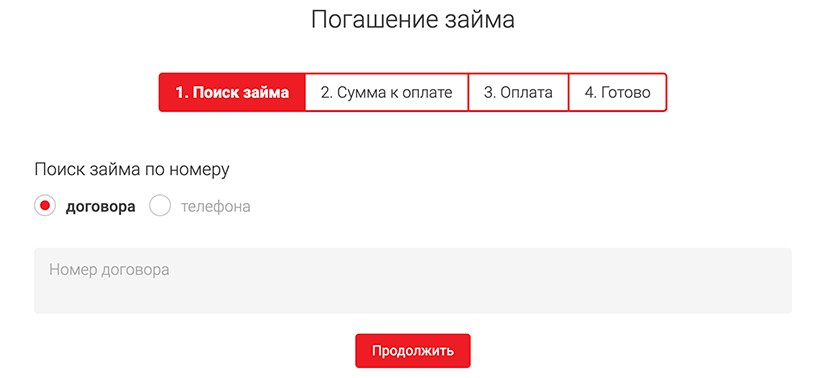 Погашение займа
1. Поиск займа 2. Сумма к оплате 3. Оплата 4. Готово
Поиск займа по номеру
договора телефона
Номер договора
Продолжить